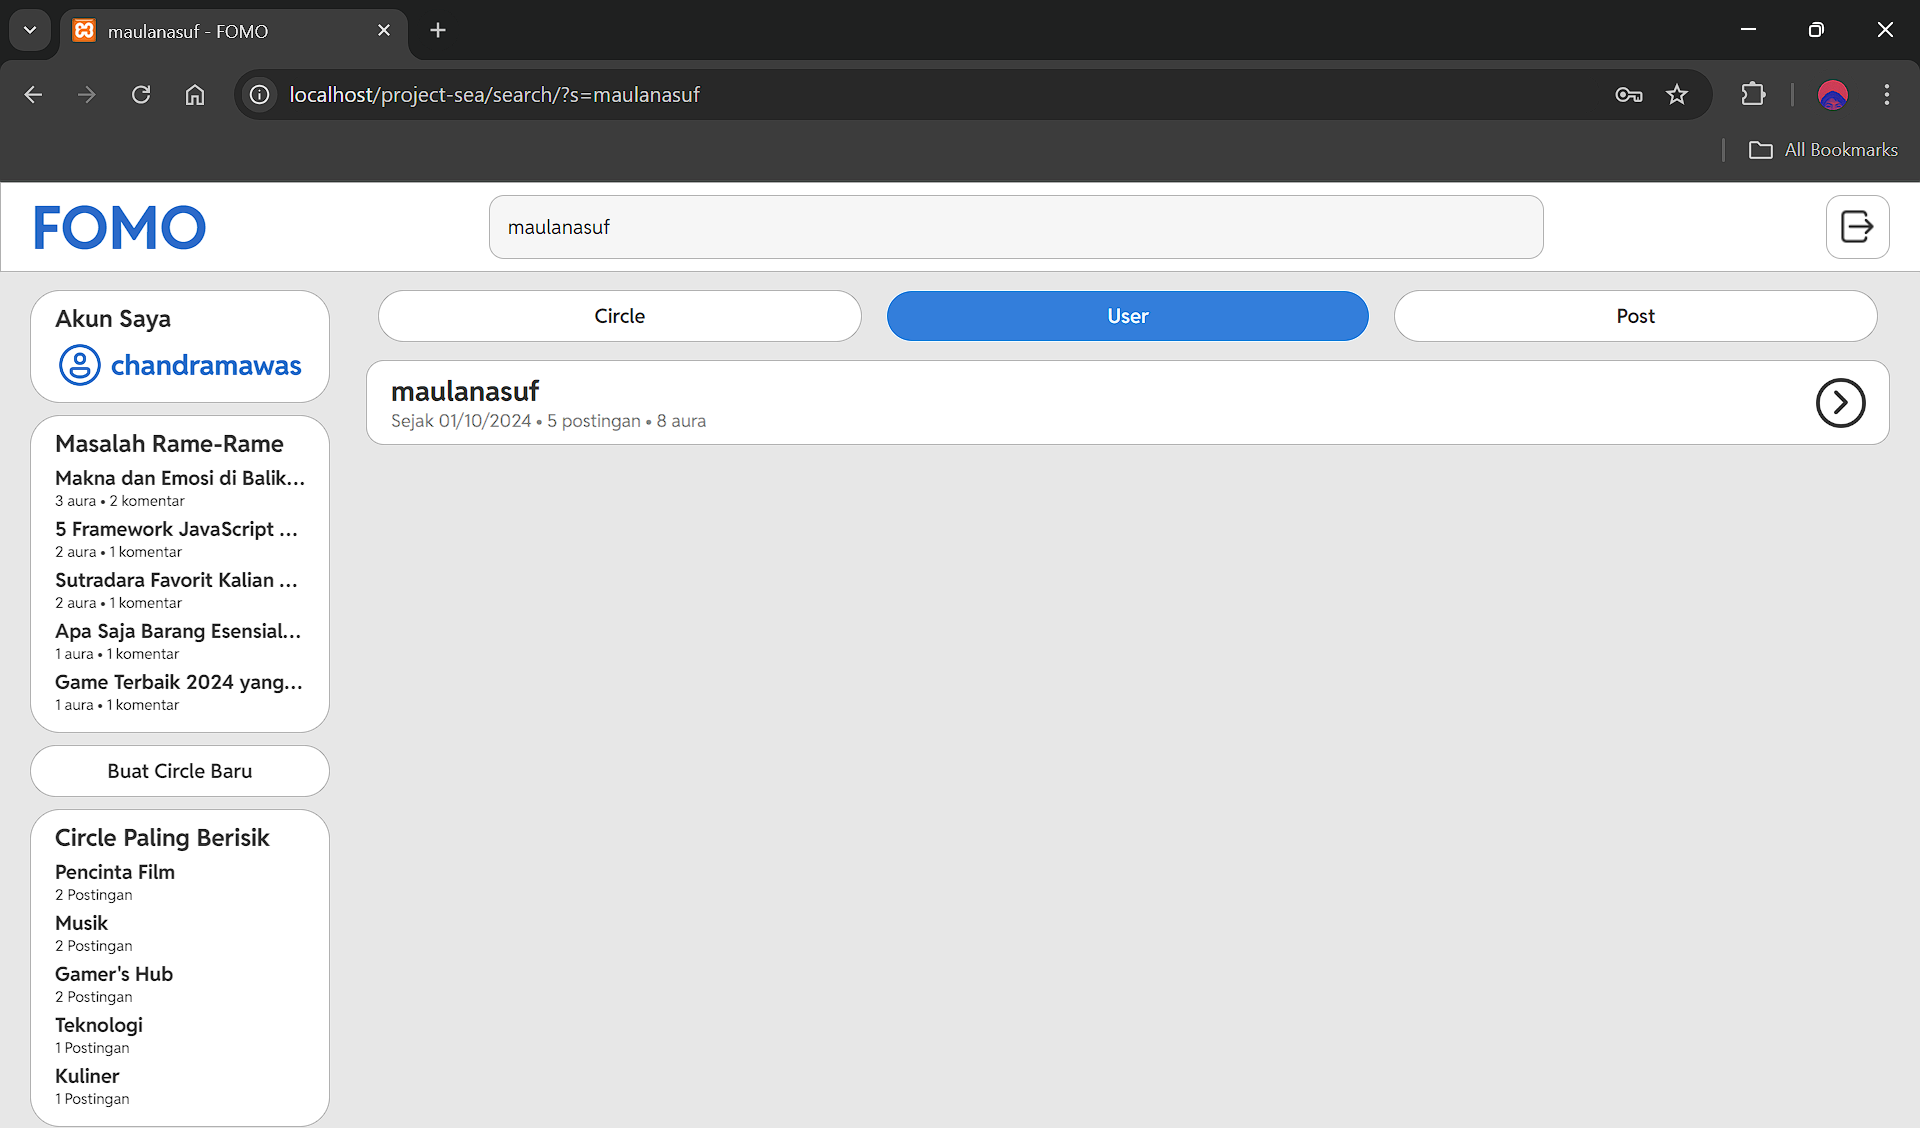 maulanasuf - FOMO
localhost/project-sea/search/?s=maulanasuf
All Bookmarks
FOMO
maulanasuf
Akun Saya
chandramawas
Masalah Rame-Rame
Makna dan Emosi di Balik...
3 aura • 2 komentar
5 Framework JavaScript ...
2 aura • 1 komentar
Sutradara Favorit Kalian ...
2 aura • 1 komentar
Apa Saja Barang Esensial...
1 aura • 1 komentar
Game Terbaik 2024 yang...
1 aura • 1 komentar
Buat Circle Baru
Circle Paling Berisik
Pencinta Film
2 Postingan
Musik
2 Postingan
Gamer's Hub
2 Postingan
Teknologi
1 Postingan
Kuliner
1 Postingan
Circle
User
Post
maulanasuf
Sejak 01/10/2024 • 5 postingan • 8 aura